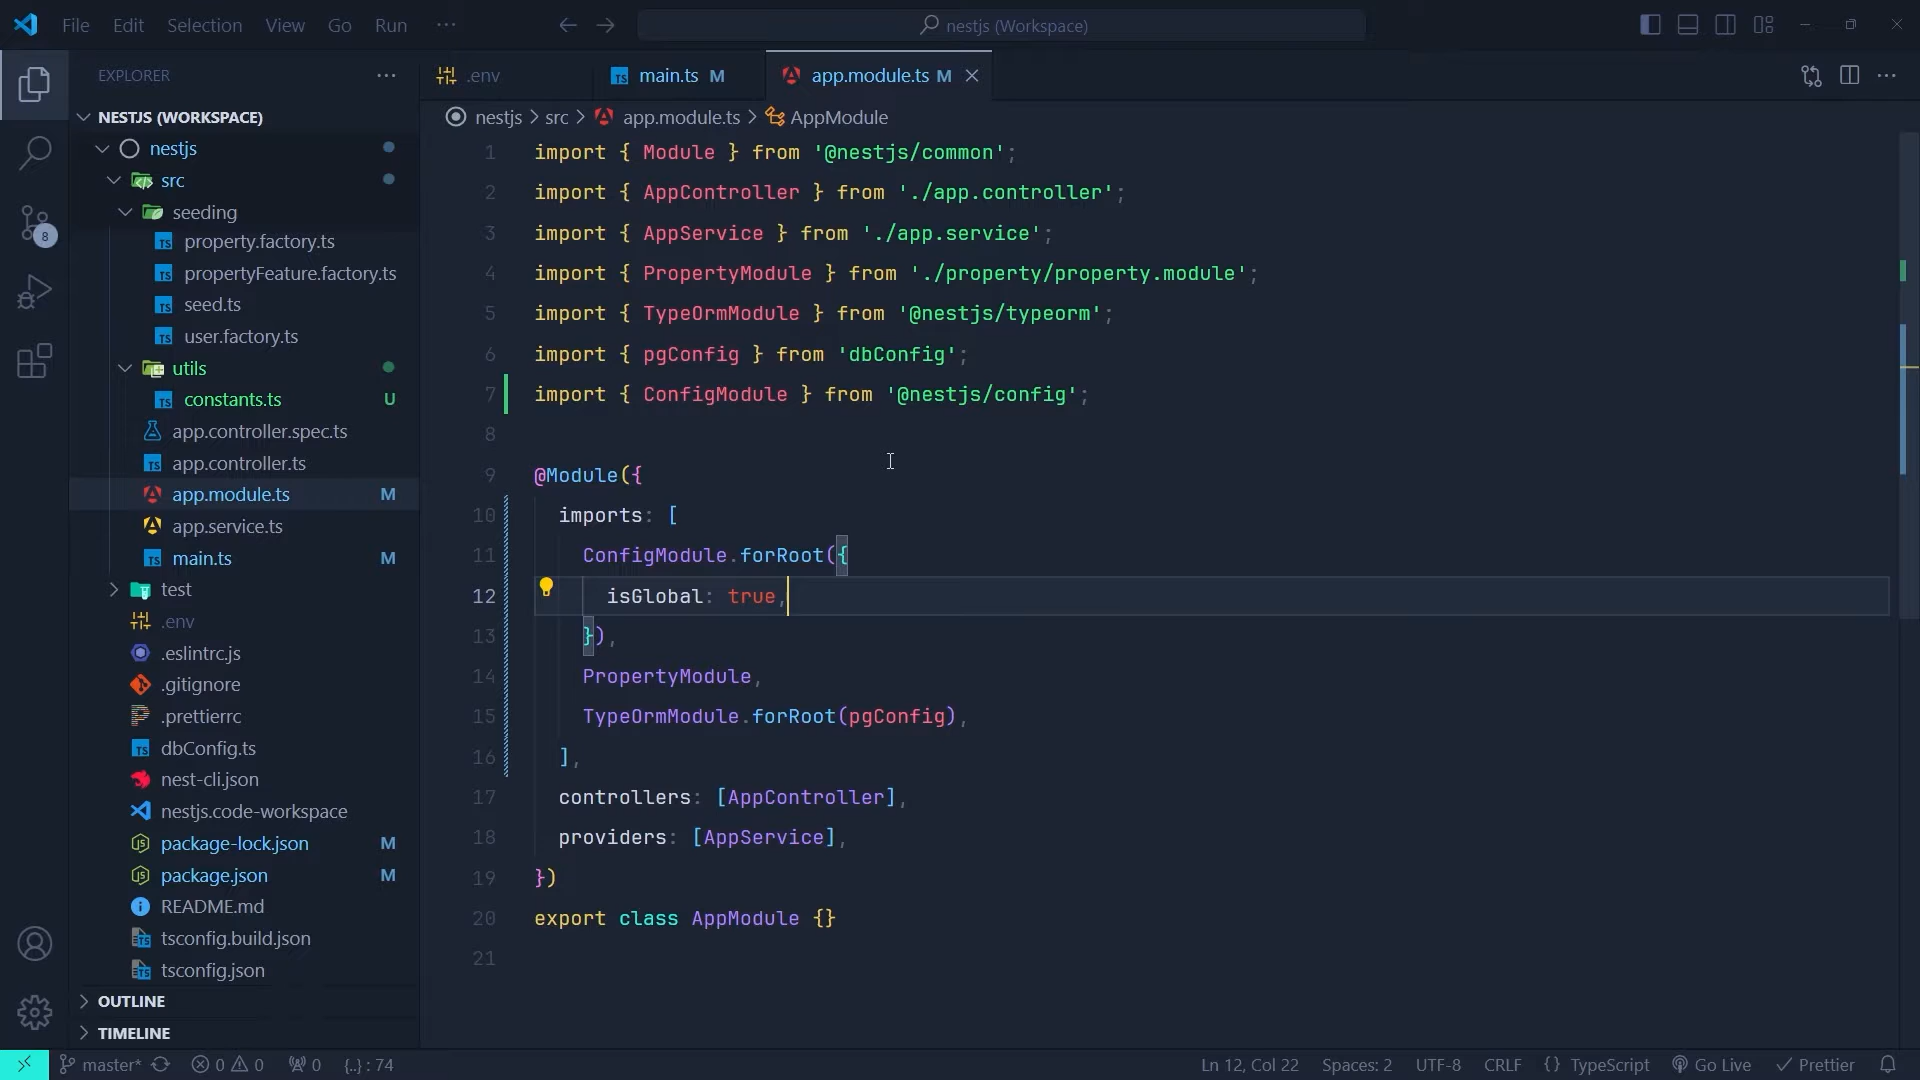 File Edit Selection View Go Run ···
nestjs (Workspace)
EXPLORER
NESTJS (WORKSPACE)
nestjs
src
seeding
property.factory.ts
propertyFeature.factory.ts
seed.ts
user.factory.ts
utils
constants.ts U
app.controller.spec.ts
app.controller.ts
app.module.ts M
app.service.ts
main.ts M
test
.env
.eslintrc.js
.gitignore
.prettierrc
dbConfig.ts
nest-cli.json
nestjs.code-workspace
package-lock.json M
package.json M
README.md
tsconfig.build.json
tsconfig.json
OUTLINE
TIMELINE
8
.env
TS main.ts M
app.module.ts M
nestjs > src > app.module.ts > AppModule
1 import { Module } from '@nestjs/common';
2 import { AppController } from './app.controller';
3 import { AppService } from './app.service';
4 import { PropertyModule } from './property/property.module';
5 import { TypeOrmModule } from '@nestjs/typeorm';
6 import { pgConfig } from 'dbConfig';
7 import { ConfigModule } from '@nestjs/config';
8
9 @Module({
10 imports: [
11 ConfigModule.forRoot({
12 isGlobal: true,
13 }),
14 PropertyModule,
15 TypeOrmModule.forRoot(pgConfig),
16 ],
17 controllers: [AppController],
18 providers: [AppService],
19 })
20 export class AppModule {}
21
master* 0 0 0 {..} : 74
Ln 12, Col 22 Spaces: 2 UTF-8 CRLF {} TypeScript Go Live Prettier